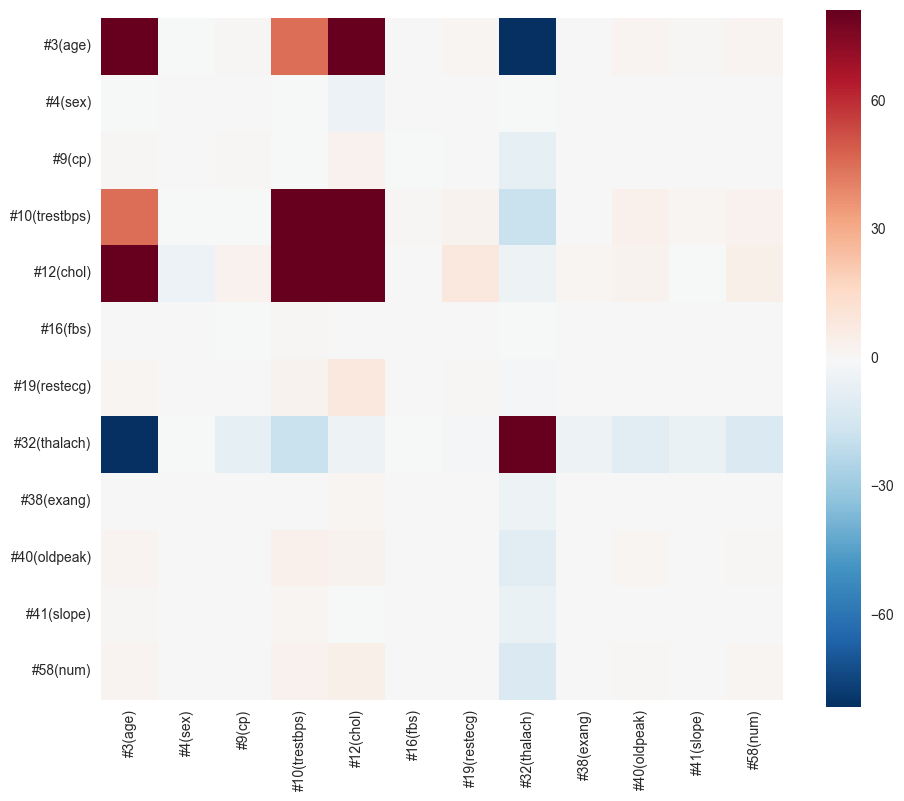 #3(age)
#4(sex)
#9(cp)
#10(trestbps)
#12(chol)
#16(fbs)
#19(restecg)
#32(thalach)
#38(exang)
#40(oldpeak)
#41(slope)
#58(num)
60
30
0
−30
−60
#3(age)
#4(sex)
#9(cp)
#10(trestbps)
#12(chol)
#16(fbs)
#19(restecg)
#32(thalach)
#38(exang)
#40(oldpeak)
#41(slope)
#58(num)